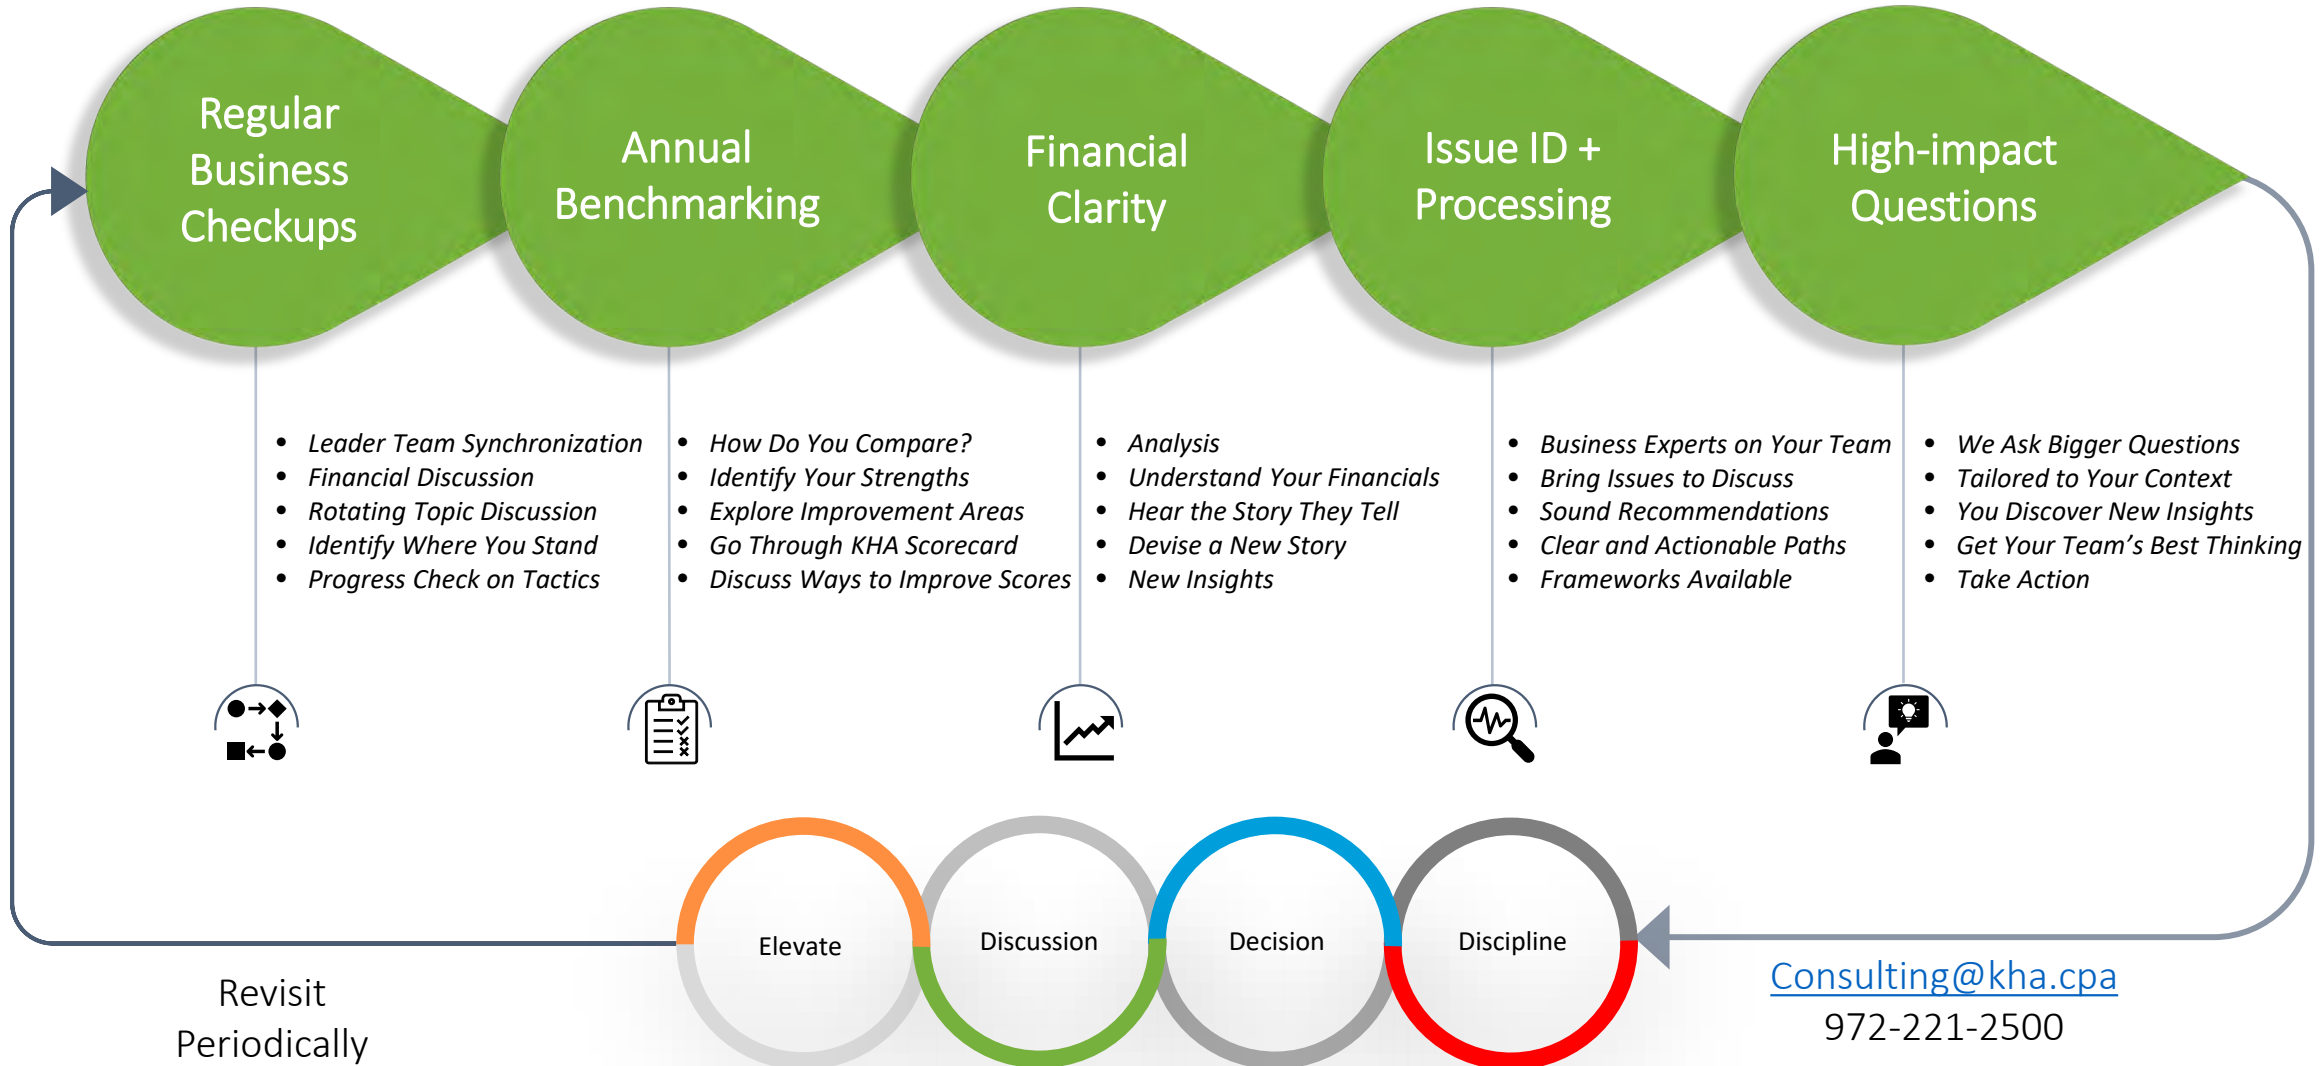 Regular
Business
Checkups
Annual
Benchmarking
Financial
Clarity
Issue ID +
Processing
High-impact
Questions
• Leader Team Synchronization
• Financial Discussion
• Rotating Topic Discussion
• Identify Where You Stand
• Progress Check on Tactics
• How Do You Compare?
• Identify Your Strengths
• Explore Improvement Areas
• Go Through KHA Scorecard
• Discuss Ways to Improve Scores
• Analysis
• Understand Your Financials
• Hear the Story They Tell
• Devise a New Story
• New Insights
• Business Experts on Your Team
• Bring Issues to Discuss
• Sound Recommendations
• Clear and Actionable Paths
• Frameworks Available
• We Ask Bigger Questions
• Tailored to Your Context
• You Discover New Insights
• Get Your Team’s Best Thinking
• Take Action
Elevate
Discussion
Decision
Discipline
Revisit
Periodically
Consulting@kha.cpa
972-221-2500